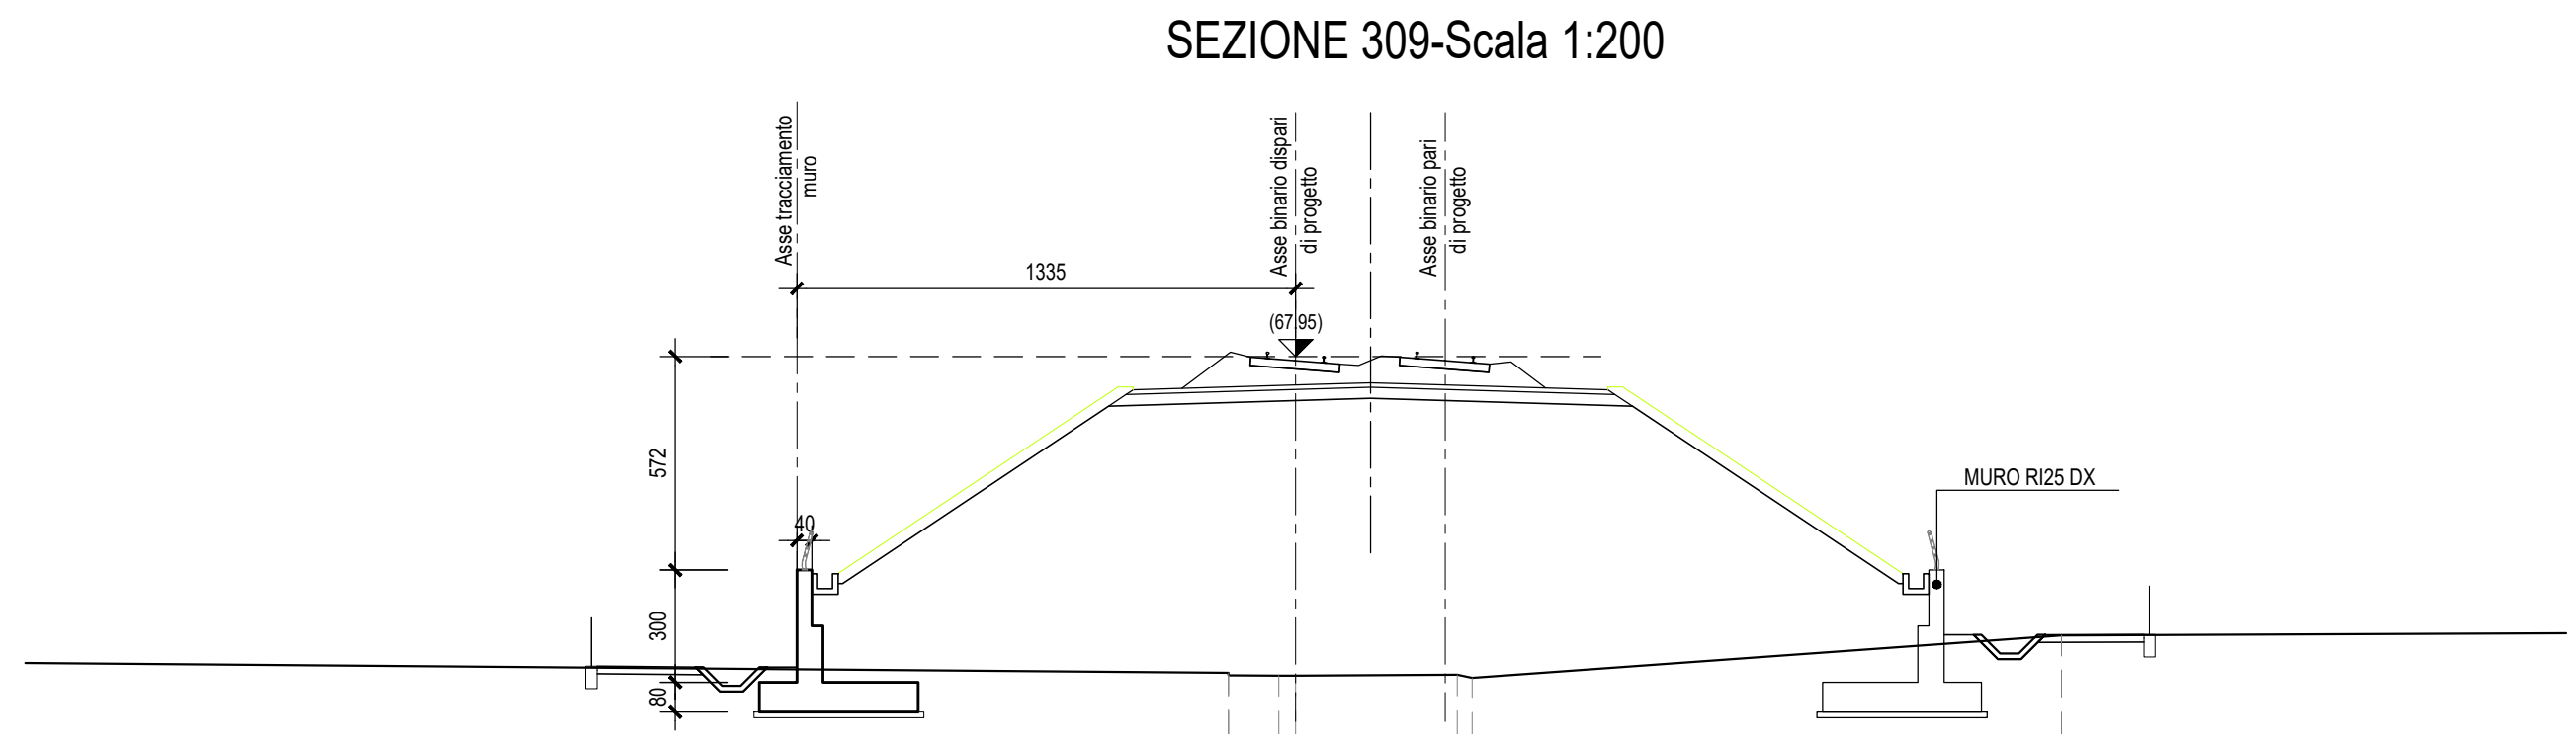 SEZIONE 309-Scala 1:200
Asse tracciamento
muro
Asse binario dispari
di progetto
Asse binario pari
di progetto
1335
(67.95)
572
MURO RI25 DX
40
300
80